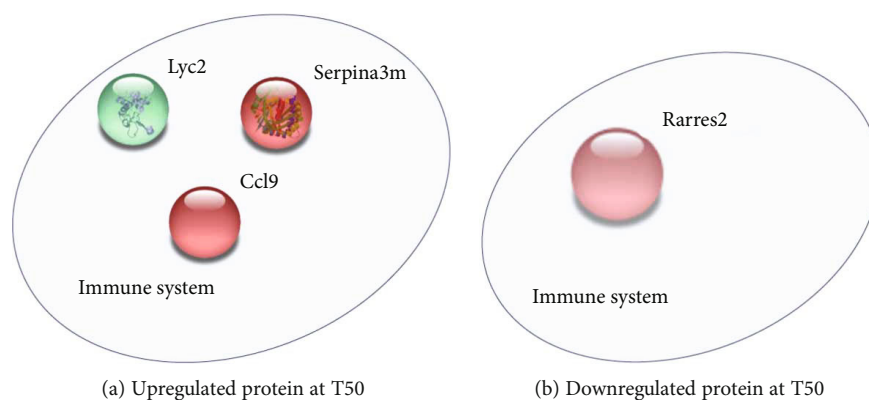 Lyc2
Serpina3m
Ccl9
Immune system
(a) Upregulated protein at T50
Rarres2
Immune system
(b) Downregulated protein at T50